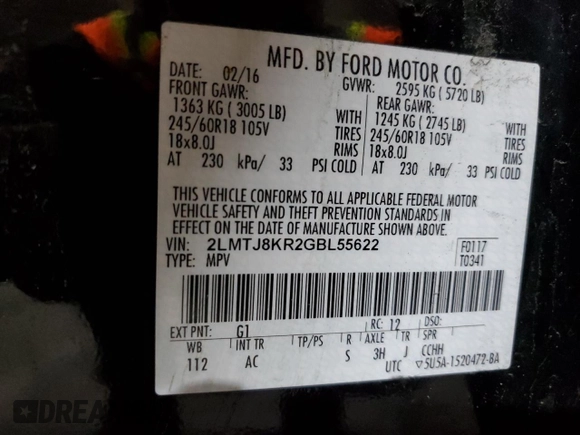 MFD. BY FORD MOTOR CO.
DATE: 02/16 GVWR: 2595 KG ( 5720 LB)
FRONT GAWR: REAR GAWR:
1363 KG ( 3005 LB) WITH 1245 KG ( 2745 LB) WITH
245/60R18 105V TIRES 245/60R18 105V TIRES
18x8.0J RIMS 18x8.0J RIMS
AT 230 kPa/ 33 PSI COLD AT 230 kPa/ 33 PSI COLD
THIS VEHICLE CONFORMS TO ALL APPLICABLE FEDERAL MOTOR
VEHICLE SAFETY AND THEFT PREVENTION STANDARDS IN
EFFECT ON THE DATE OF MANUFACTURE SHOWN ABOVE.
VIN: 2LMTJ8KR2GBL55622 F0117
TYPE: MPV T0341
EXT PNT: G1 RC: 12 DSO:
WB INT TR TP/PS R AXLE TR SPR
112 AC S 3H J CCHH
UTC ▽5U5A-1520472-BA